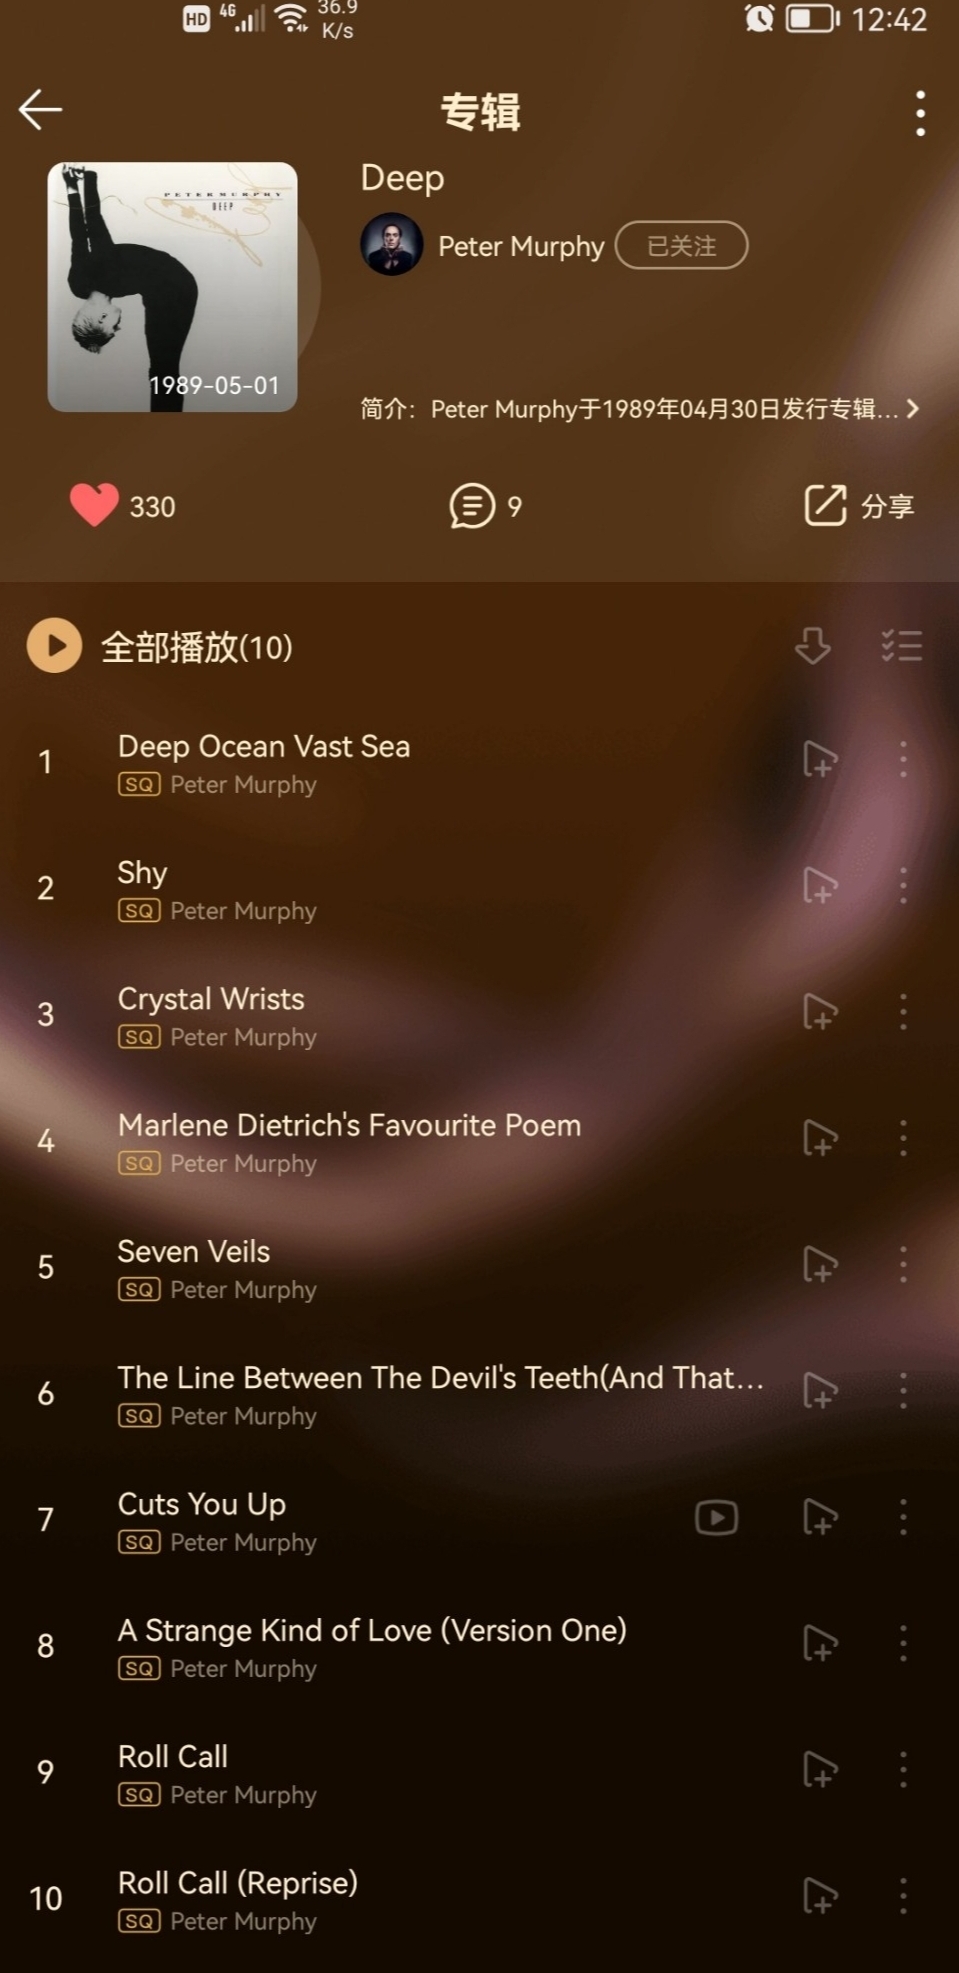 HD 4G 36.9 K/s 12:42
专辑
PETER MURPHY
DEEP
1989-05-01
Deep
Peter Murphy 已关注
简介：Peter Murphy于1989年04月30日发行专辑...
330 9 分享
全部播放(10)
1 Deep Ocean Vast Sea
SQ Peter Murphy
2 Shy
SQ Peter Murphy
3 Crystal Wrists
SQ Peter Murphy
4 Marlene Dietrich's Favourite Poem
SQ Peter Murphy
5 Seven Veils
SQ Peter Murphy
6 The Line Between The Devil's Teeth(And That...
SQ Peter Murphy
7 Cuts You Up
SQ Peter Murphy
8 A Strange Kind of Love (Version One)
SQ Peter Murphy
9 Roll Call
SQ Peter Murphy
10 Roll Call (Reprise)
SQ Peter Murphy